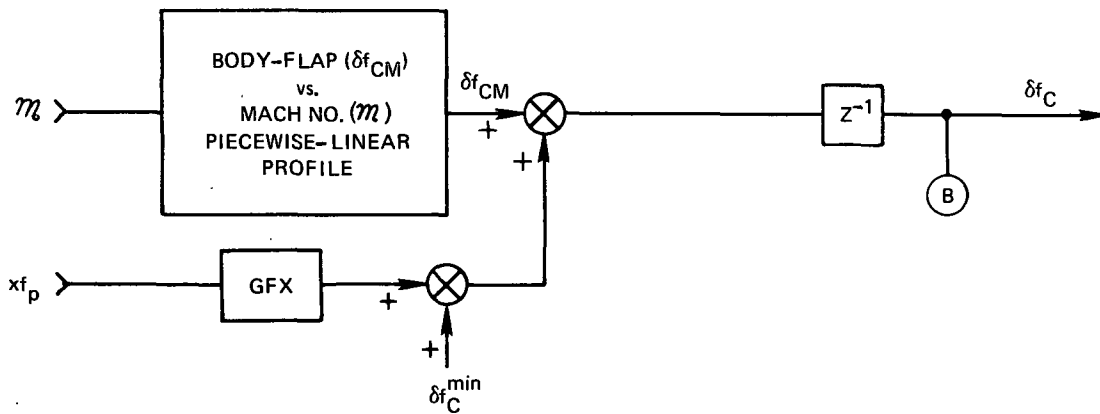 BODY-FLAP (δf_CM)
vs.
MACH NO. (𝓜)
PIECEWISE-LINEAR
PROFILE
𝓜
δf_CM
+
+
Z⁻¹
δf_C
B
xf_p
GFX
+
+
δf_C^min